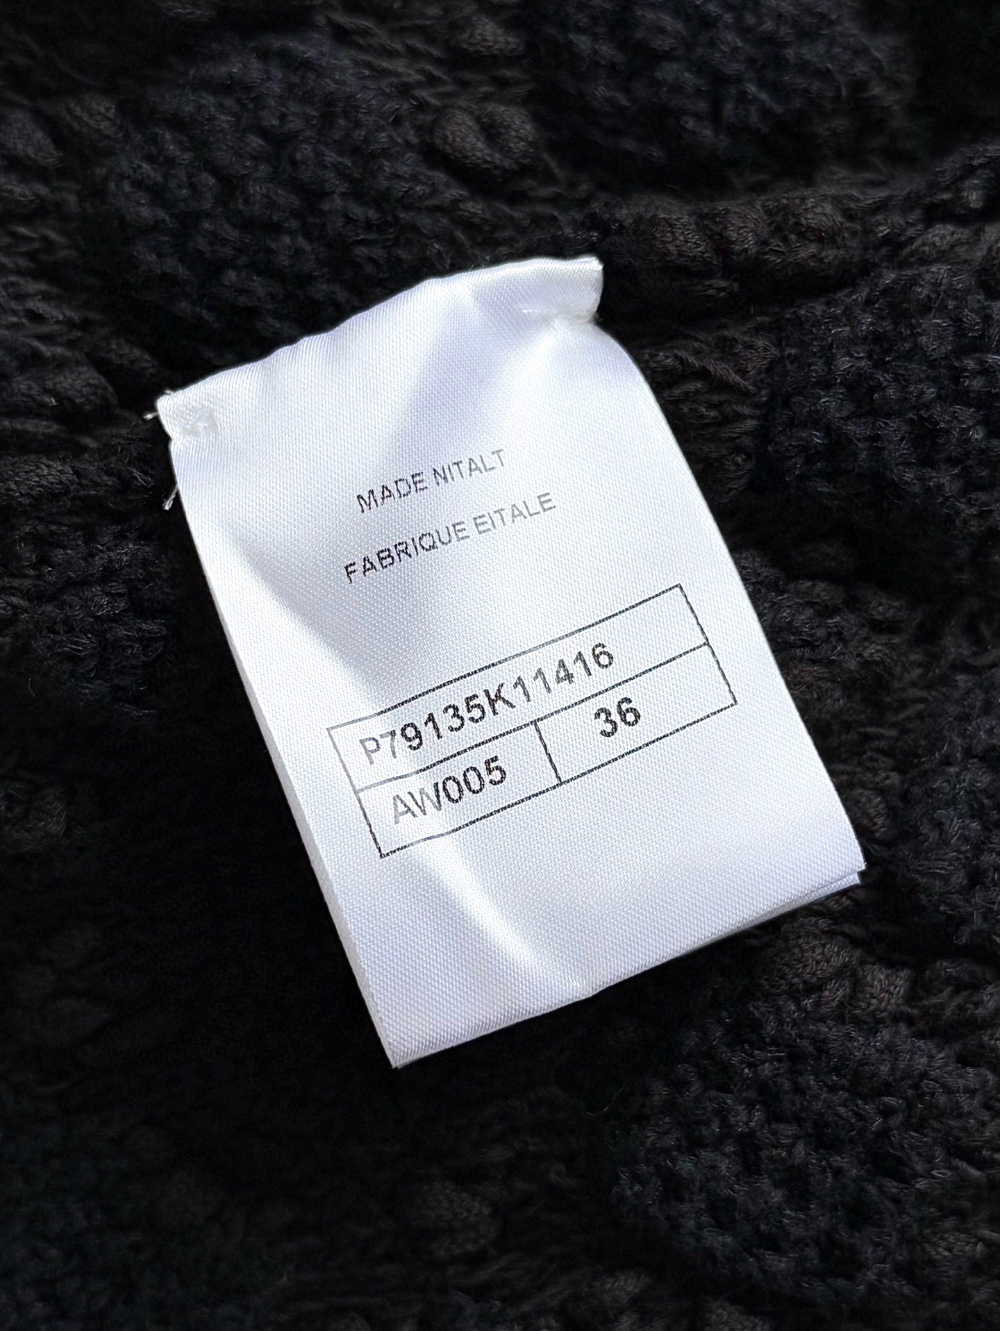 MADE NITALT
FABRIQUE EITALE
P79135K11416
AW005 36